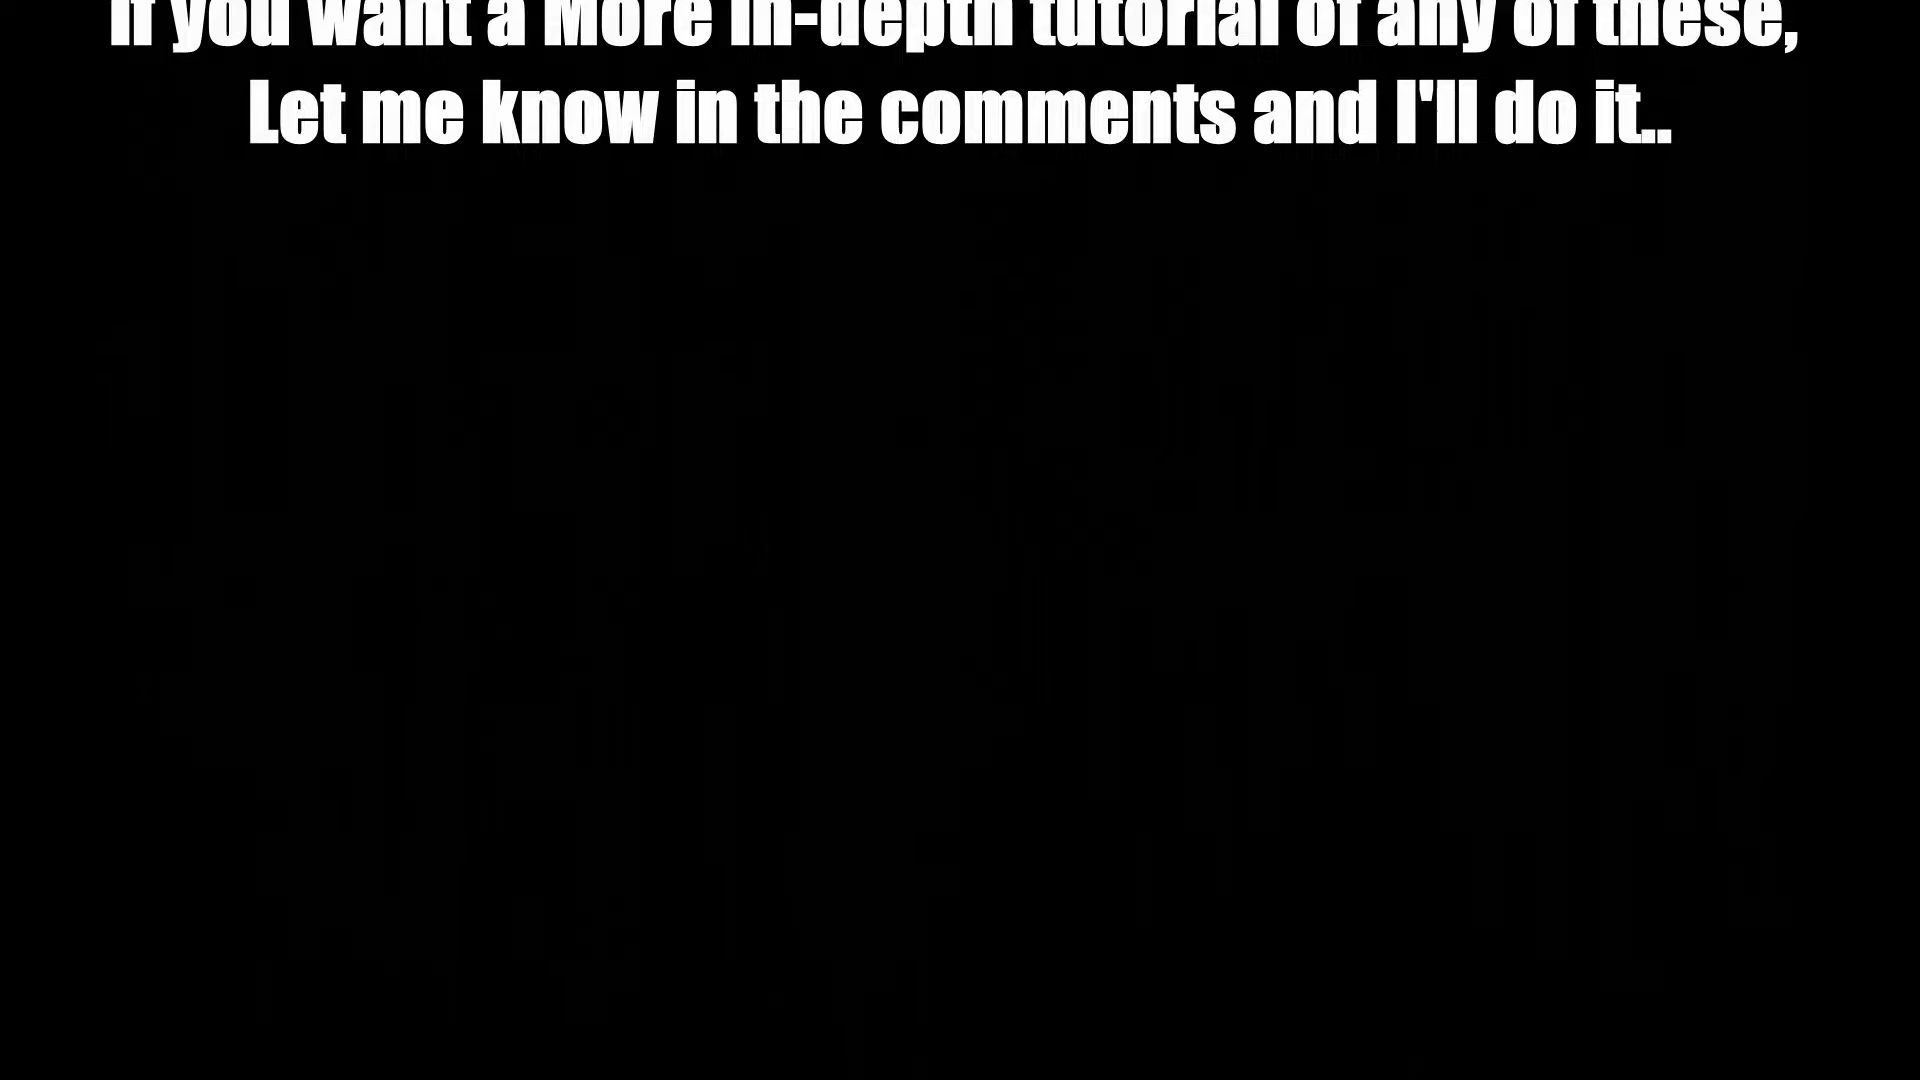 If you want a More in-depth tutorial of any of these,
Let me know in the comments and I'll do it..